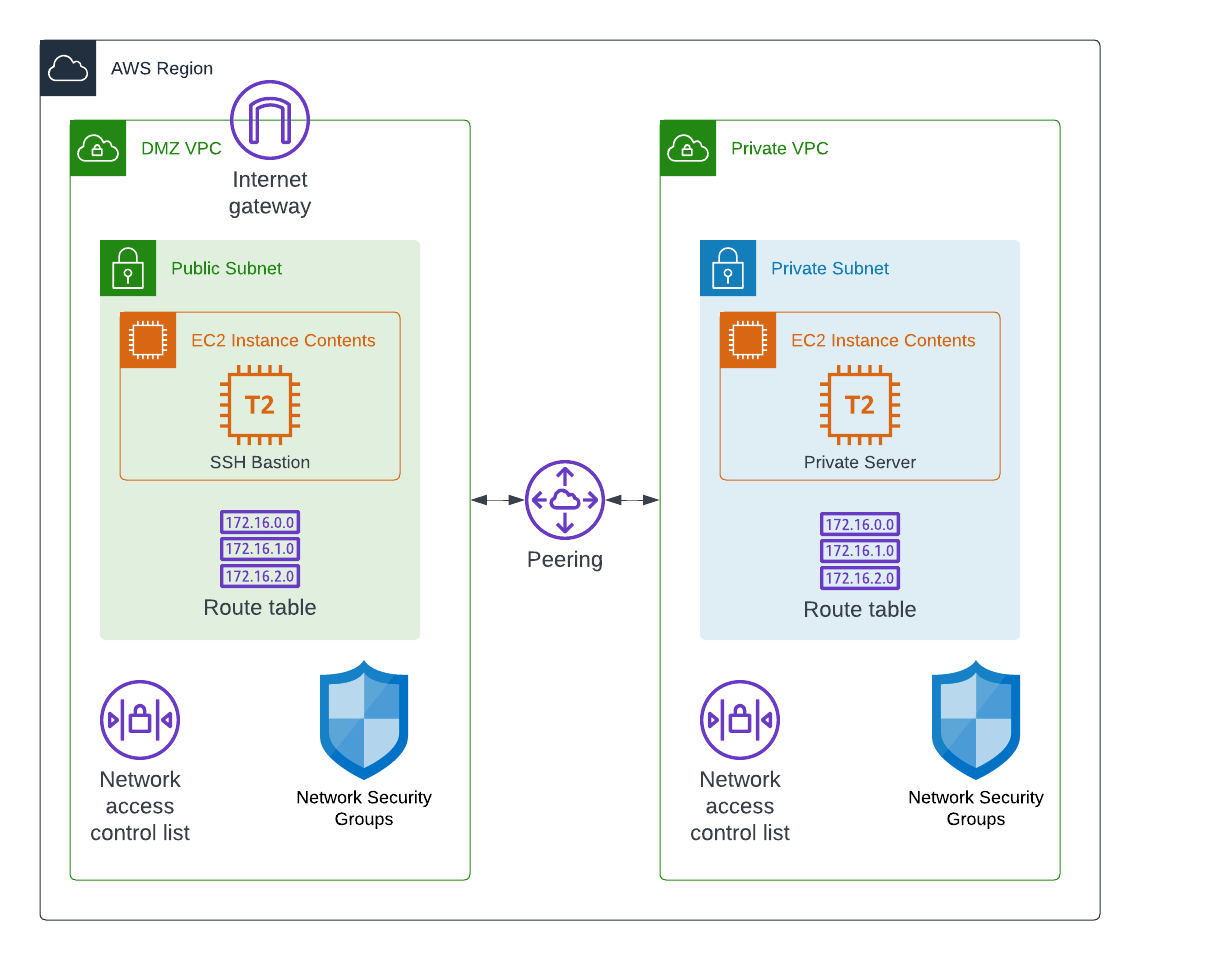 AWS Region
DMZ VPC
Internet
gateway
Public Subnet
EC2 Instance Contents
T2
SSH Bastion
172.16.0.0
172.16.1.0
172.16.2.0
Route table
Network
access
control list
Network Security
Groups
Peering
Private VPC
Private Subnet
EC2 Instance Contents
T2
Private Server
172.16.0.0
172.16.1.0
172.16.2.0
Route table
Network
access
control list
Network Security
Groups